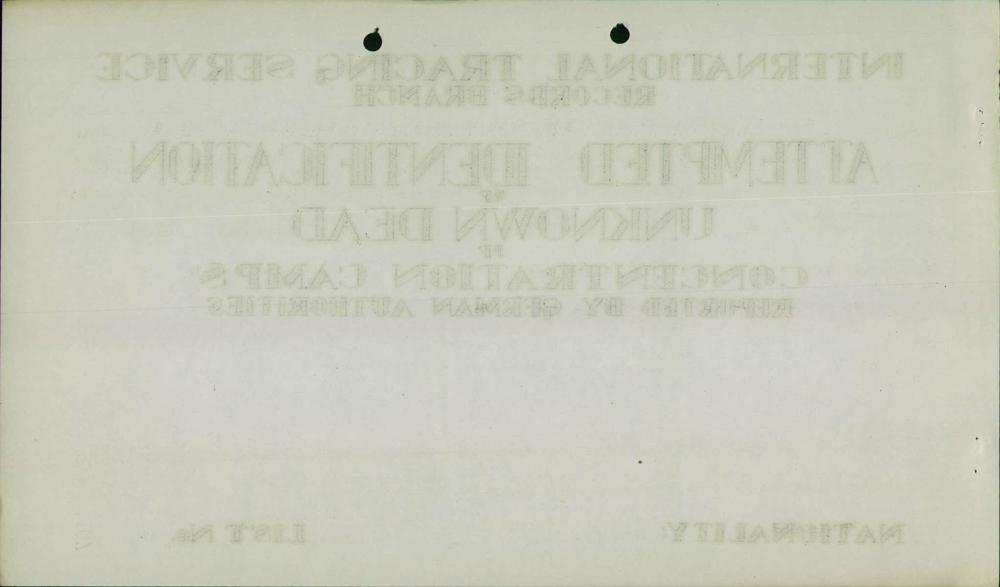 INTERNATIONAL TRACING SERVICE
RECORDS BRANCH
ATTEMPTED IDENTIFICATION
OF
UNKNOWN DEAD
OF
CONCENTRATION CAMPS
REPORTED BY GERMAN AUTHORITIES
NATIONALITY: LIST No.